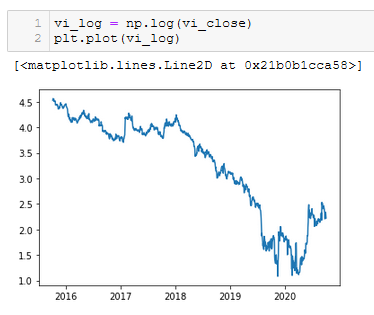 1 vi_log = np.log(vi_close)
2 plt.plot(vi_log)
[<matplotlib.lines.Line2D at 0x21b0b1cca58>]
4.5
4.0
3.5
3.0
2.5
2.0
1.5
1.0
2016 2017 2018 2019 2020